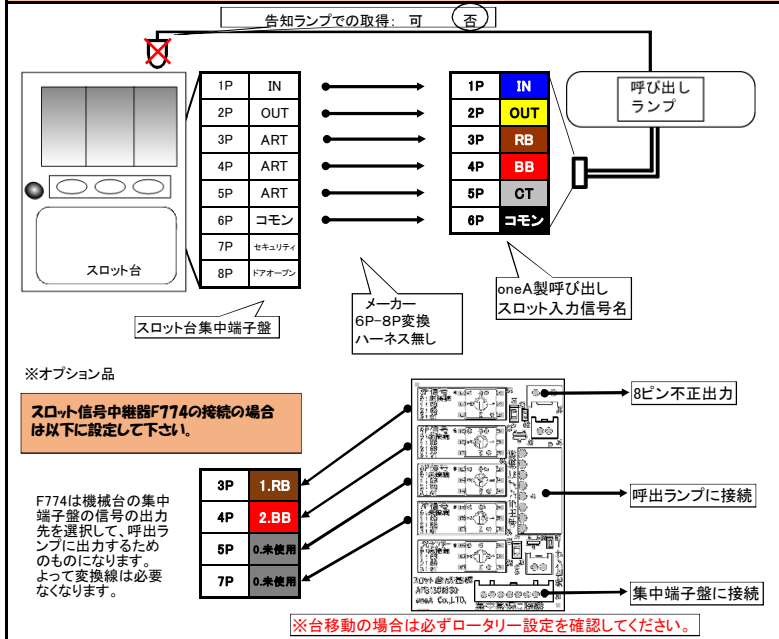 告知ランプでの取得： 可 否
1P IN
2P OUT
3P ART
4P ART
5P ART
6P コモン
7P セキュリティ
8P ドアオープン
1P IN
2P OUT
3P RB
4P BB
5P CT
6P コモン
呼び出し
ランプ
スロット台
スロット台集中端子盤
メーカー
6P-8P変換
ハーネス無し
oneA製呼び出し
スロット入力信号名
※オプション品
スロット信号中継器F774の接続の場合
は以下に設定して下さい。
F774は機械台の集中
端子盤の信号の出力
先を選択して、呼出ラ
ンプに出力するため
のものになります。
よって変換線は必要
なくなります。
3P 1.RB
4P 2.BB
5P 0.未使用
7P 0.未使用
8ピン不正出力
呼出ランプに接続
集中端子盤に接続
※台移動の場合は必ずロータリー設定を確認してください。